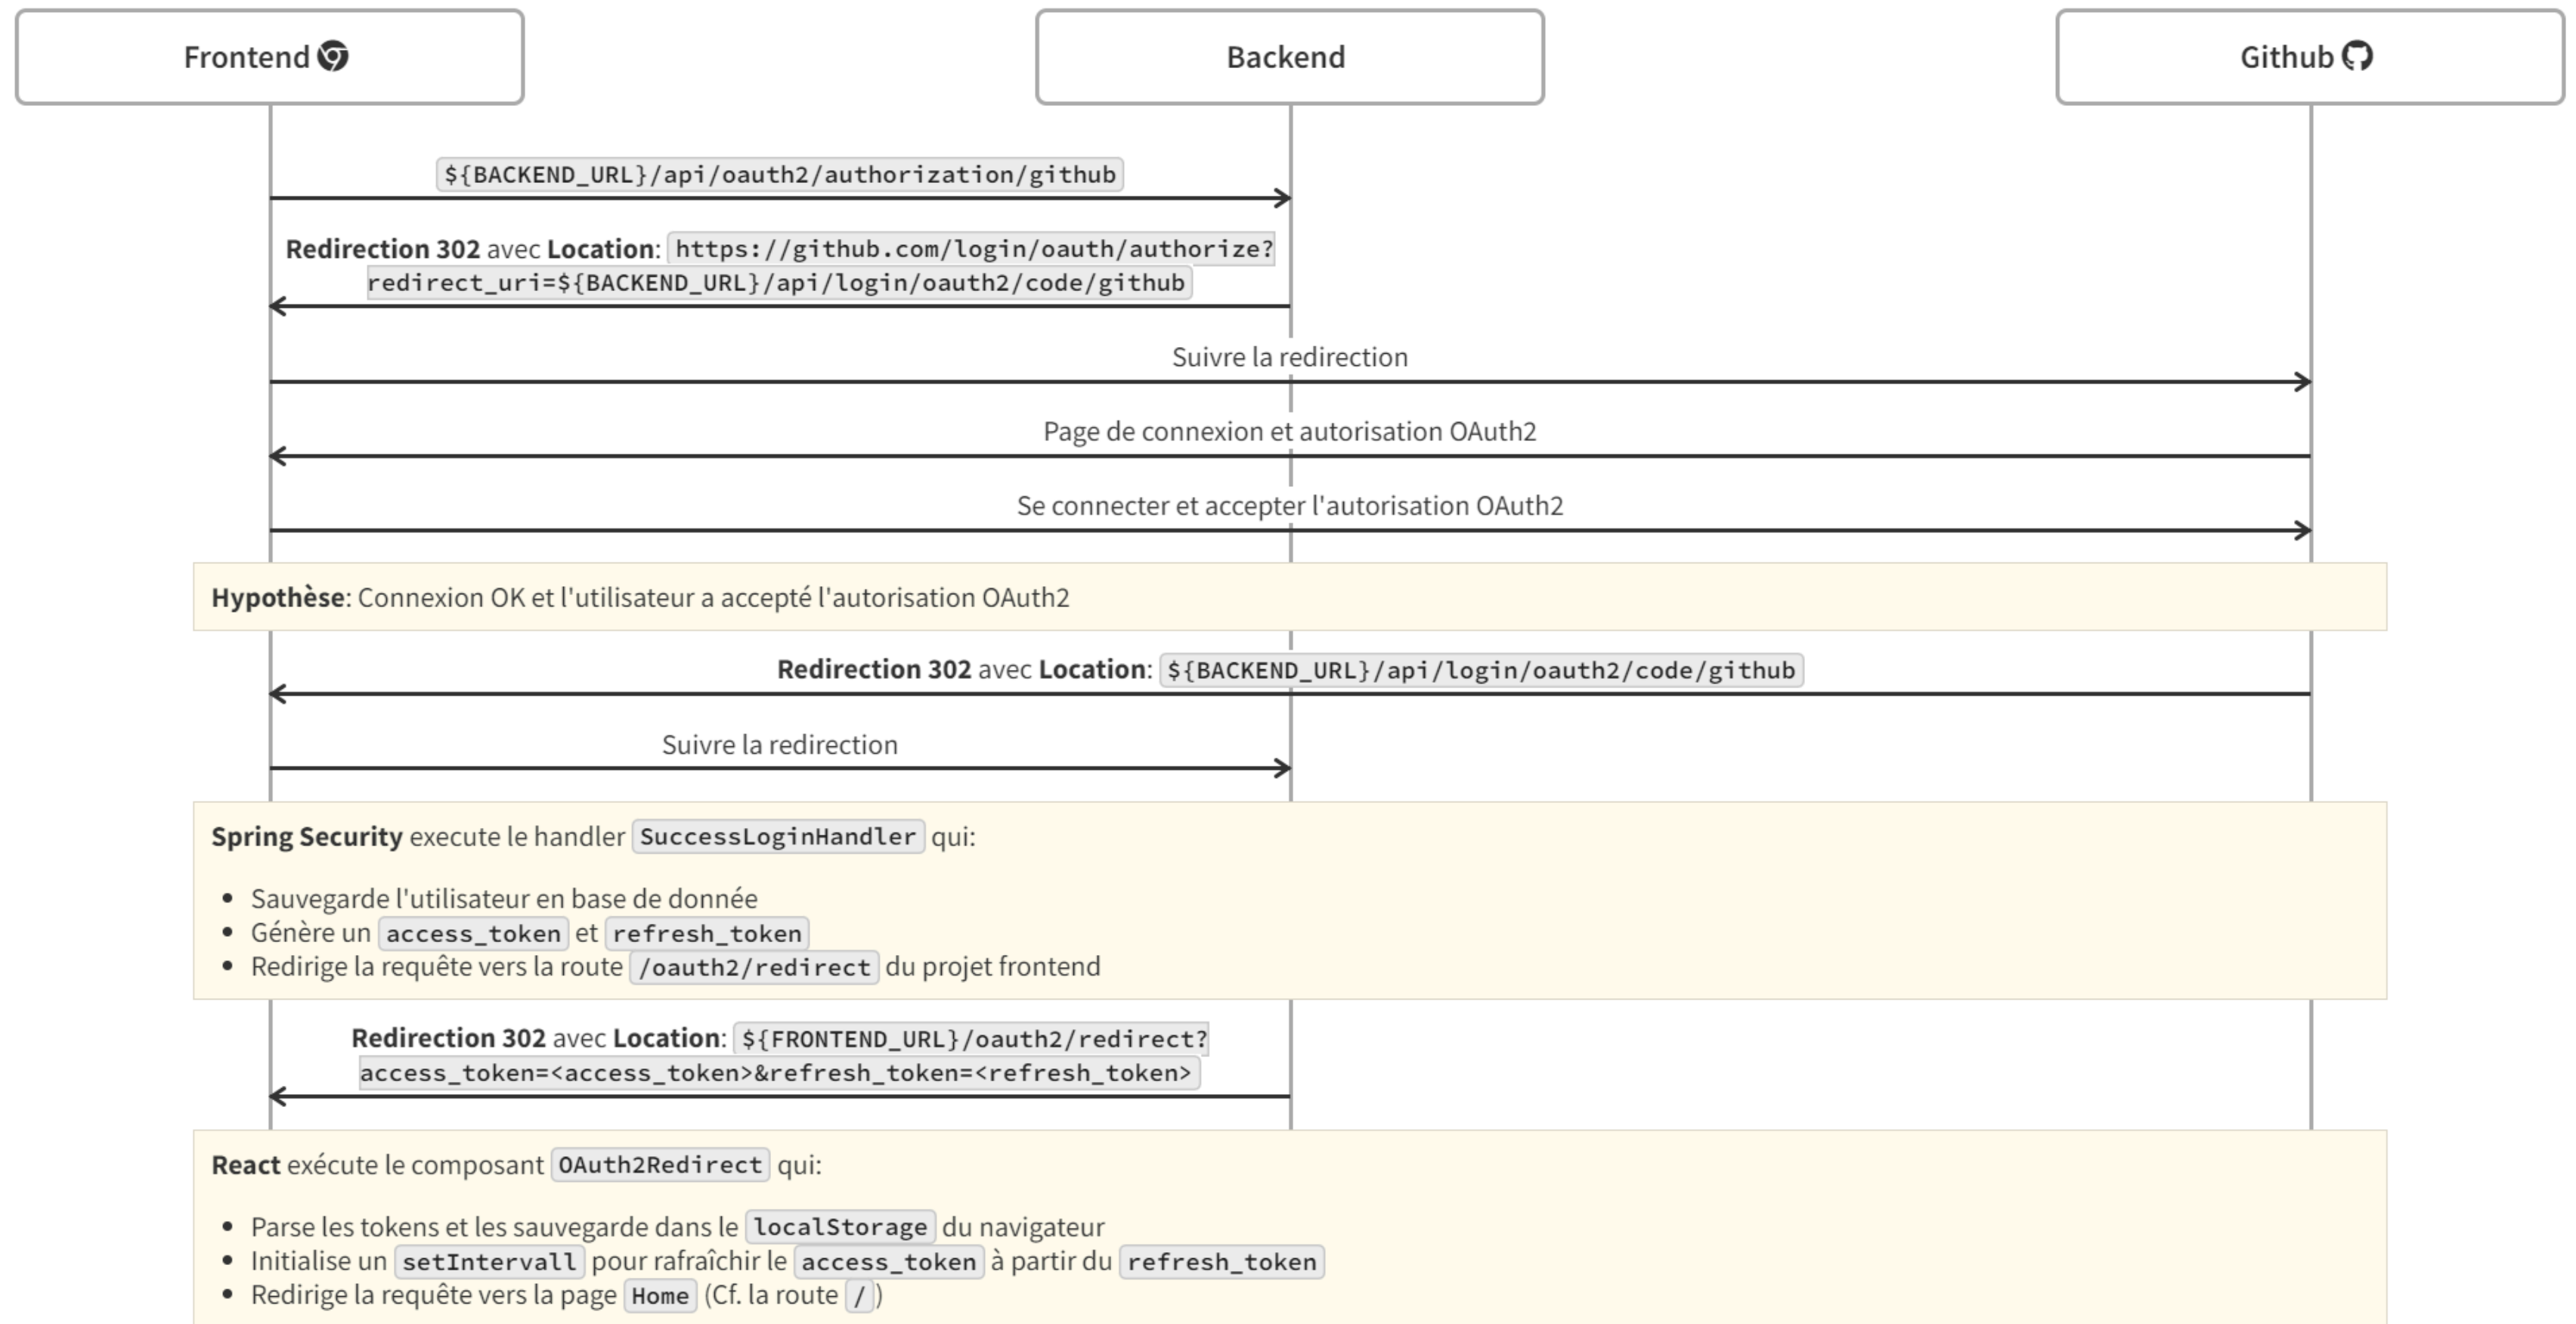 Frontend
Backend
Github
${BACKEND_URL}/api/oauth2/authorization/github
Redirection 302 avec Location: https://github.com/login/oauth/authorize?
redirect_uri=${BACKEND_URL}/api/login/oauth2/code/github
Suivre la redirection
Page de connexion et autorisation OAuth2
Se connecter et accepter l'autorisation OAuth2
Hypothèse: Connexion OK et l'utilisateur a accepté l'autorisation OAuth2
Redirection 302 avec Location: ${BACKEND_URL}/api/login/oauth2/code/github
Suivre la redirection
Spring Security execute le handler SuccessLoginHandler qui:
• Sauvegarde l'utilisateur en base de donnée
• Génère un access_token et refresh_token
• Redirige la requête vers la route /oauth2/redirect du projet frontend
Redirection 302 avec Location: ${FRONTEND_URL}/oauth2/redirect?
access_token=<access_token>&refresh_token=<refresh_token>
React exécute le composant OAuth2Redirect qui:
• Parse les tokens et les sauvegarde dans le localStorage du navigateur
• Initialise un setIntervall pour rafraîchir le access_token à partir du refresh_token
• Redirige la requête vers la page Home (Cf. la route /)